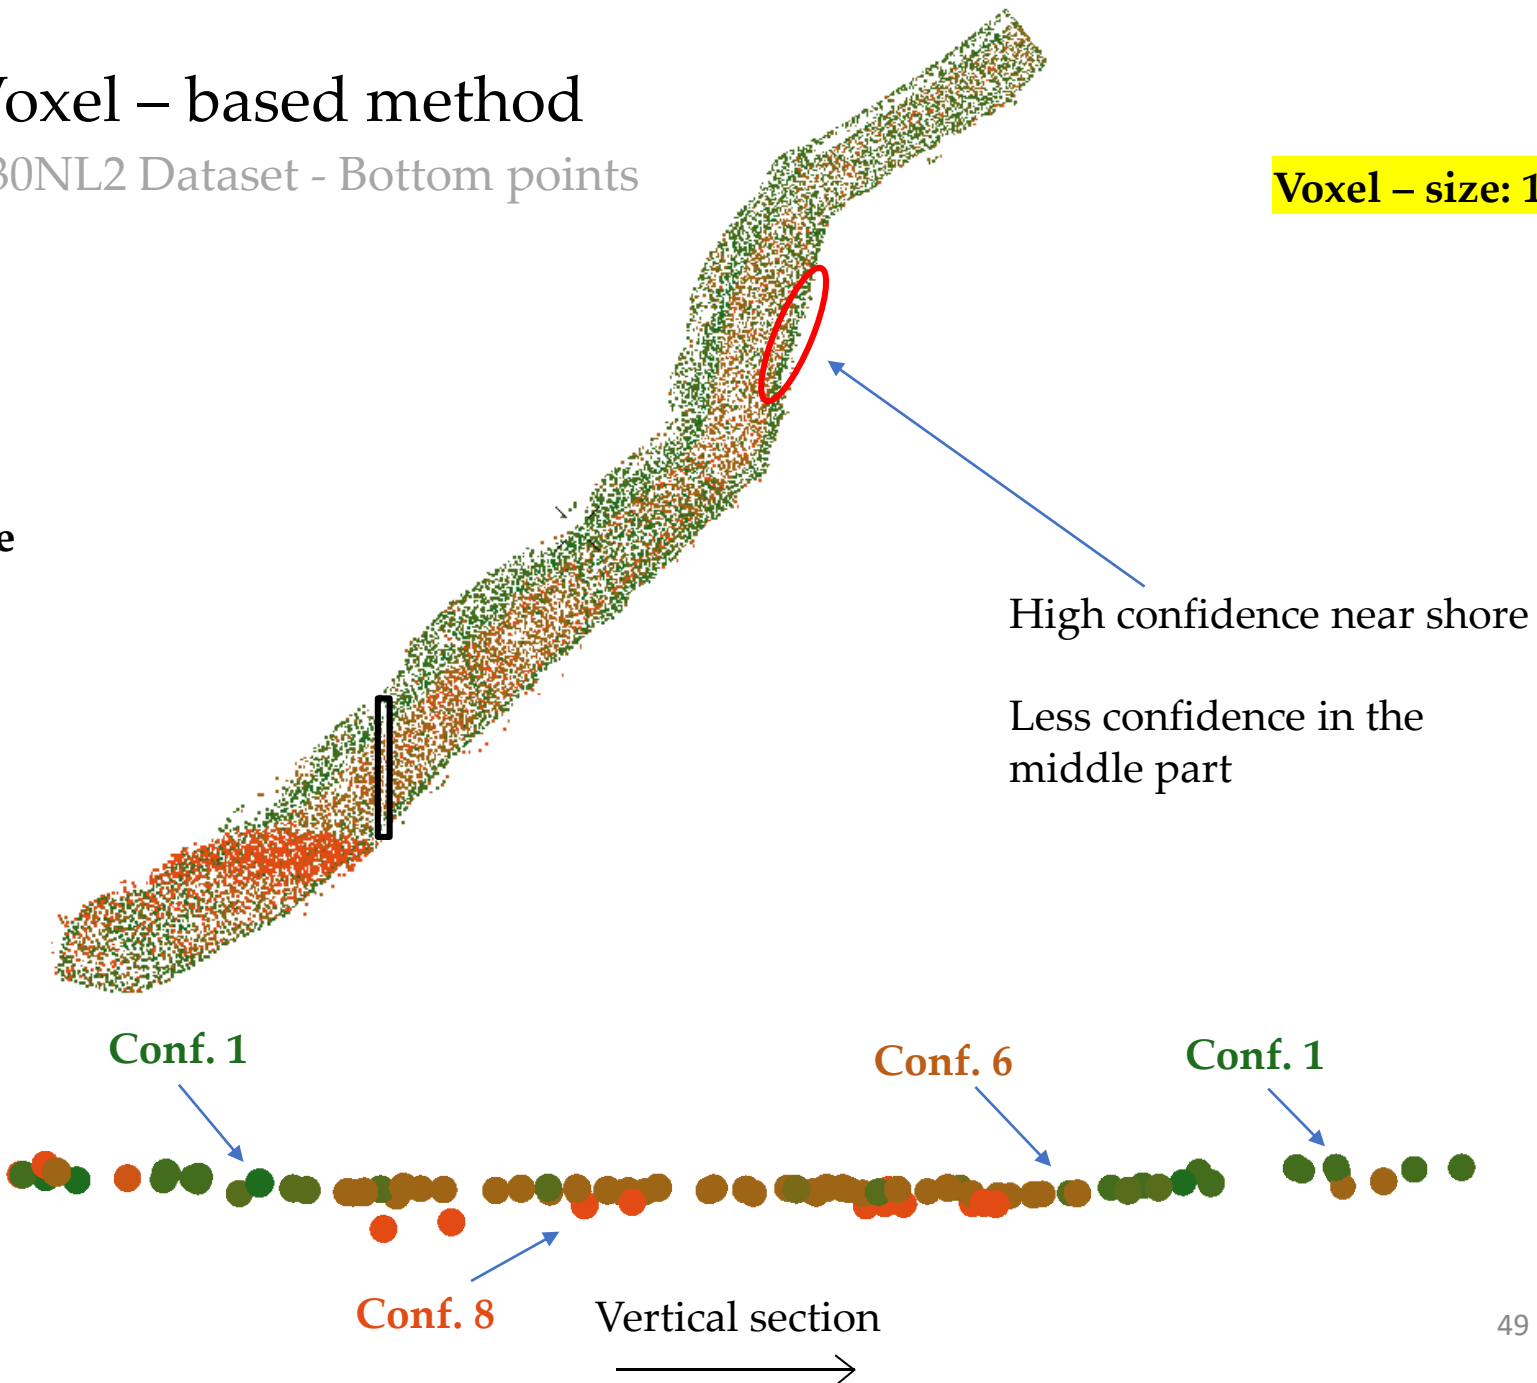 oxel – based method
30NL2 Dataset - Bottom points
Voxel – size: 1
e
High confidence near shore
Less confidence in the
middle part
Conf. 1
Conf. 6
Conf. 1
Conf. 8
Vertical section
49